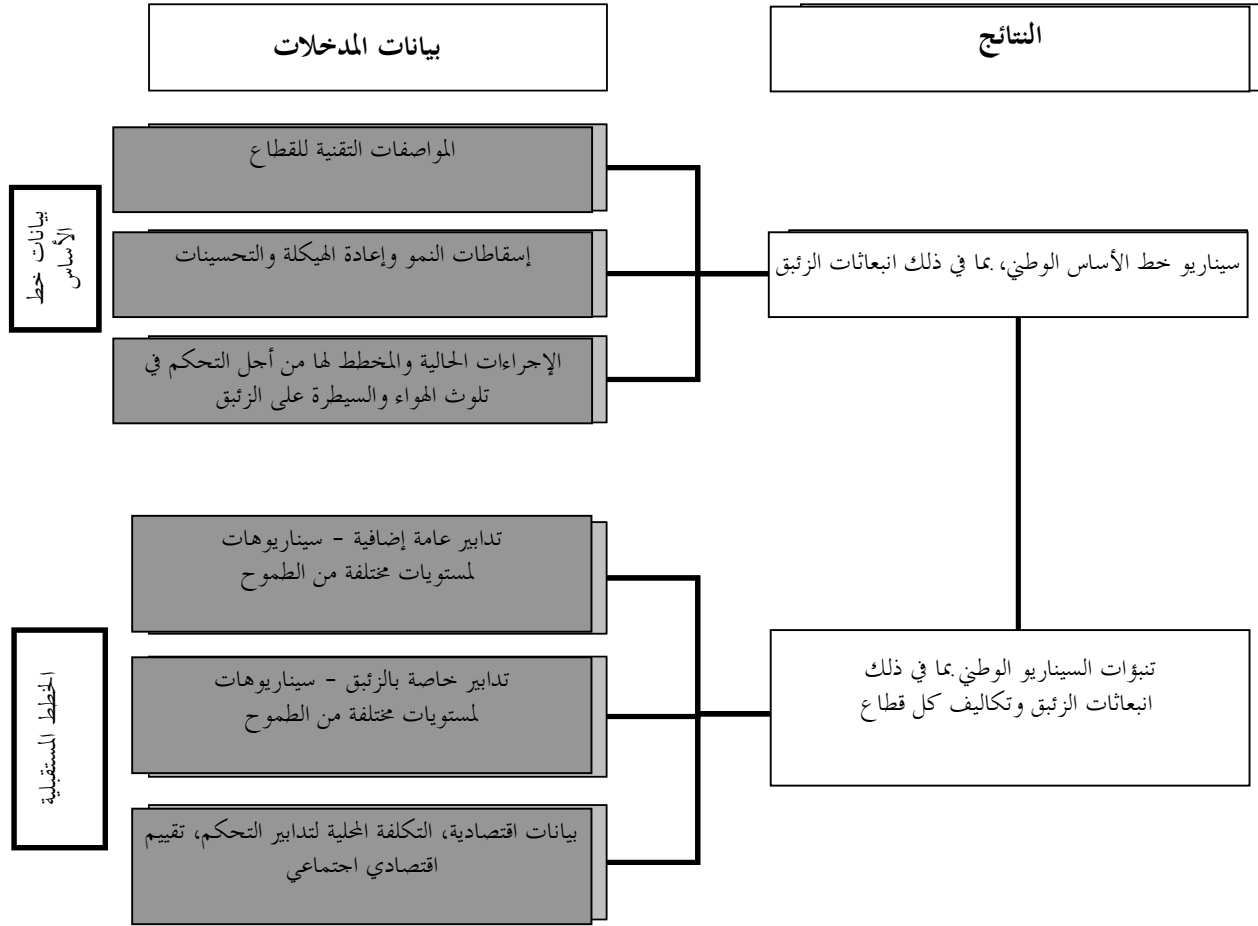 النتائج
بيانات المدخلات
بيانات خط
الأساس
المواصفات التقنية للقطاع
إسقاطات النمو وإعادة الهيكلة والتحسينات
الإجراءات الحالية والمخطط لها من أجل التحكم في
تلوث الهواء والسيطرة على الزئبق
سيناريو خط الأساس الوطني، بما في ذلك انبعاثات الزئبق
الخطط المستقبلية
تدابير عامة إضافية - سيناريوهات
لمستويات مختلفة من الطموح
تدابير خاصة بالزئبق - سيناريوهات
لمستويات مختلفة من الطموح
بيانات اقتصادية، التكلفة المحلية لتدابير التحكم، تقييم
اقتصادي اجتماعي
تنبؤات السيناريو الوطني بما في ذلك
انبعاثات الزئبق وتكاليف كل قطاع